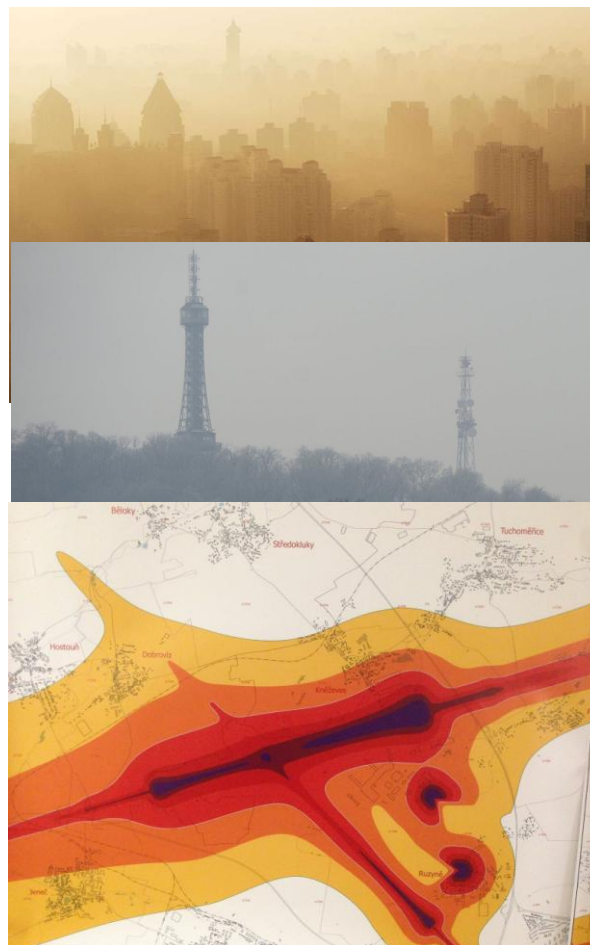 Běloky
Středokluky
Tuchoměřice
Hostouň
Dobrovíz
Kněževes
Ruzyně
Jeneč